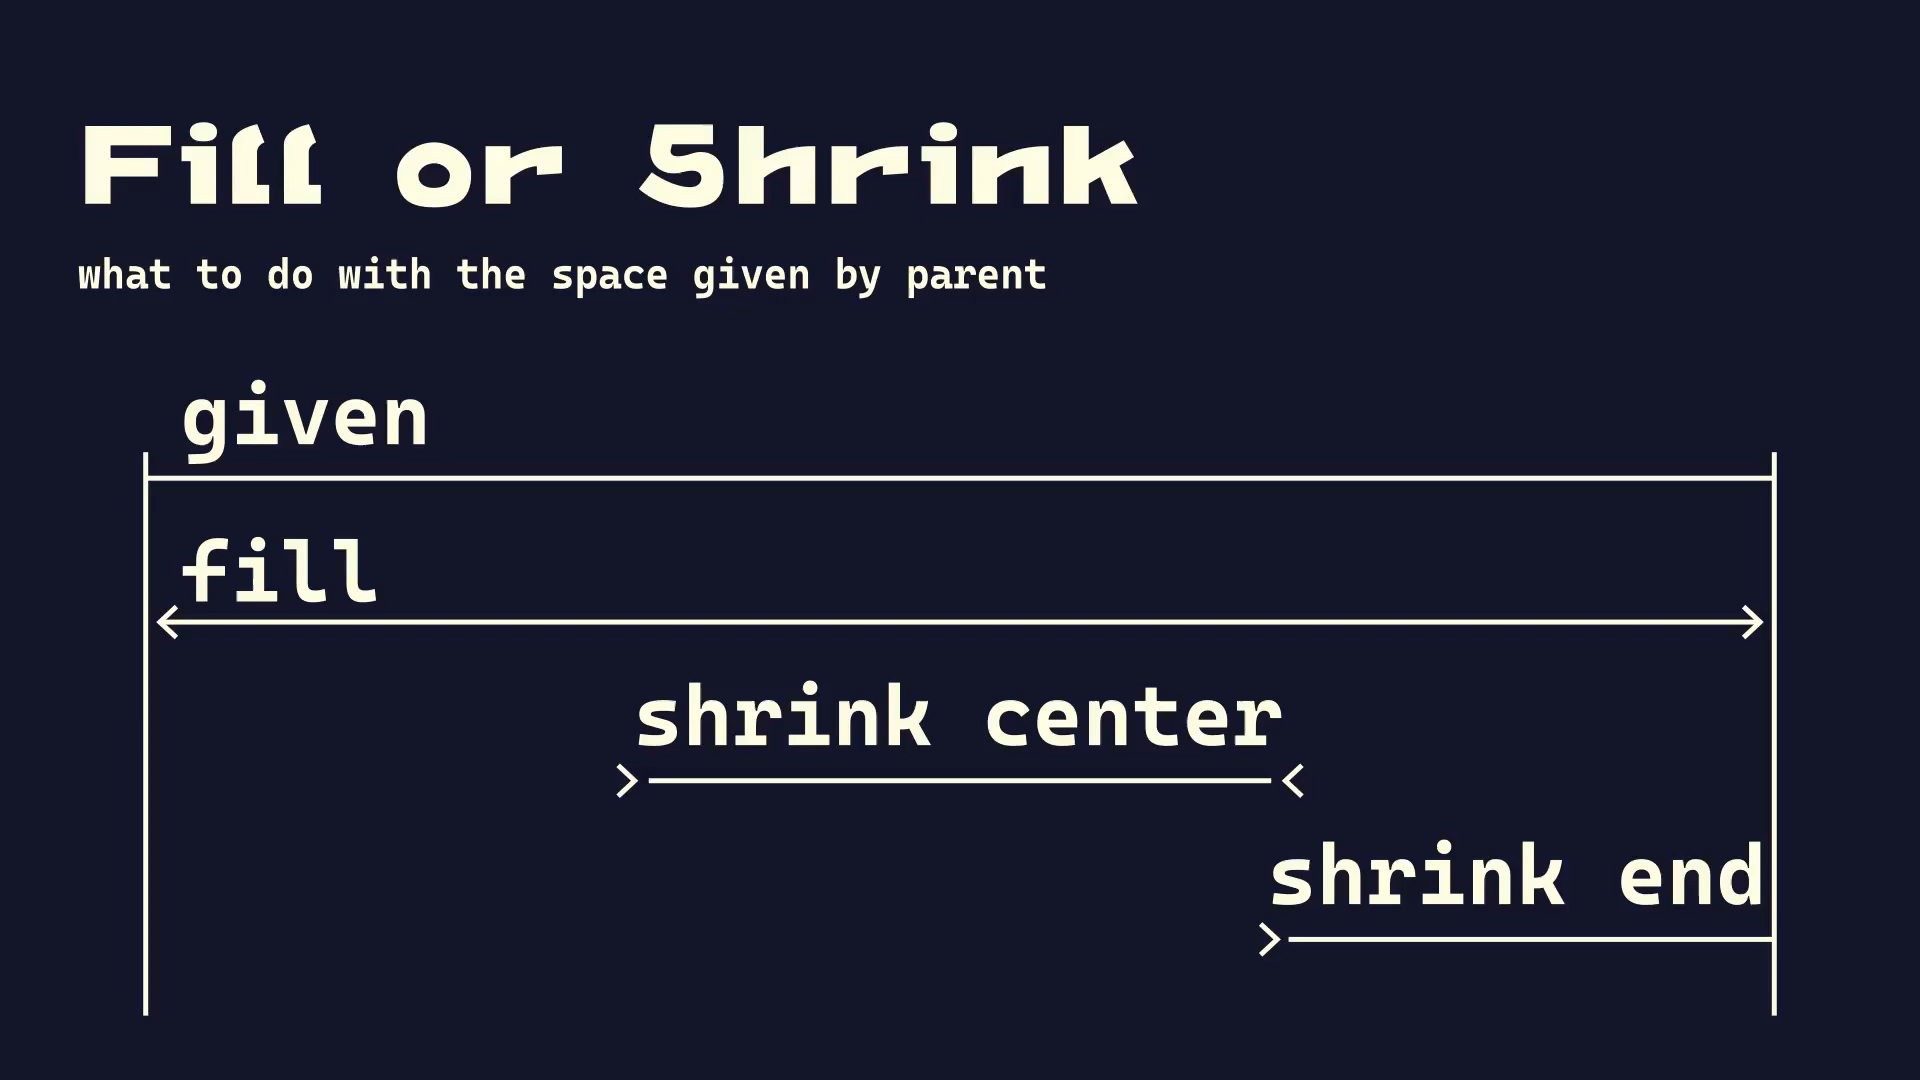 Fill or Shrink
what to do with the space given by parent
given
fill
shrink center
shrink end